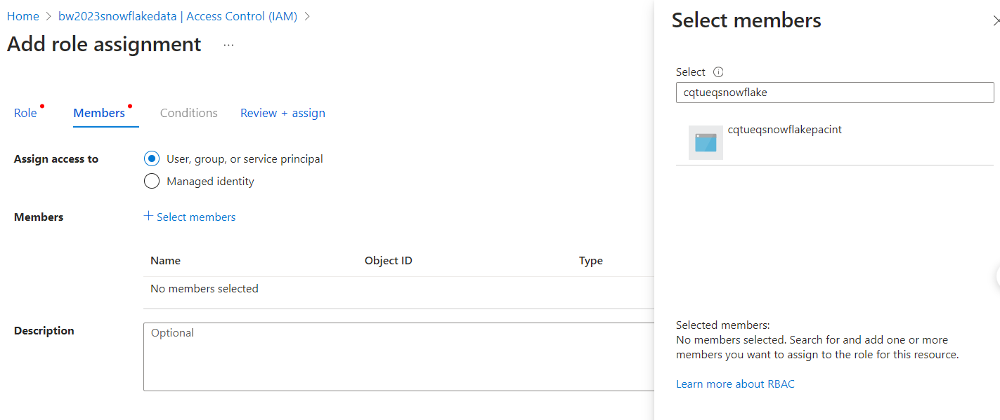 Home > bw2023snowflakedata | Access Control (IAM) >
Add role assignment ...
Role
Members
Conditions
Review + assign
Assign access to
User, group, or service principal
Managed identity
Members
+ Select members
Name Object ID Type
No members selected
Description
Optional
Select members
Select
cqtueqsnowflake
cqtueqsnowflakepacint
Selected members:
No members selected. Search for and add one or more
members you want to assign to the role for this resource.
Learn more about RBAC